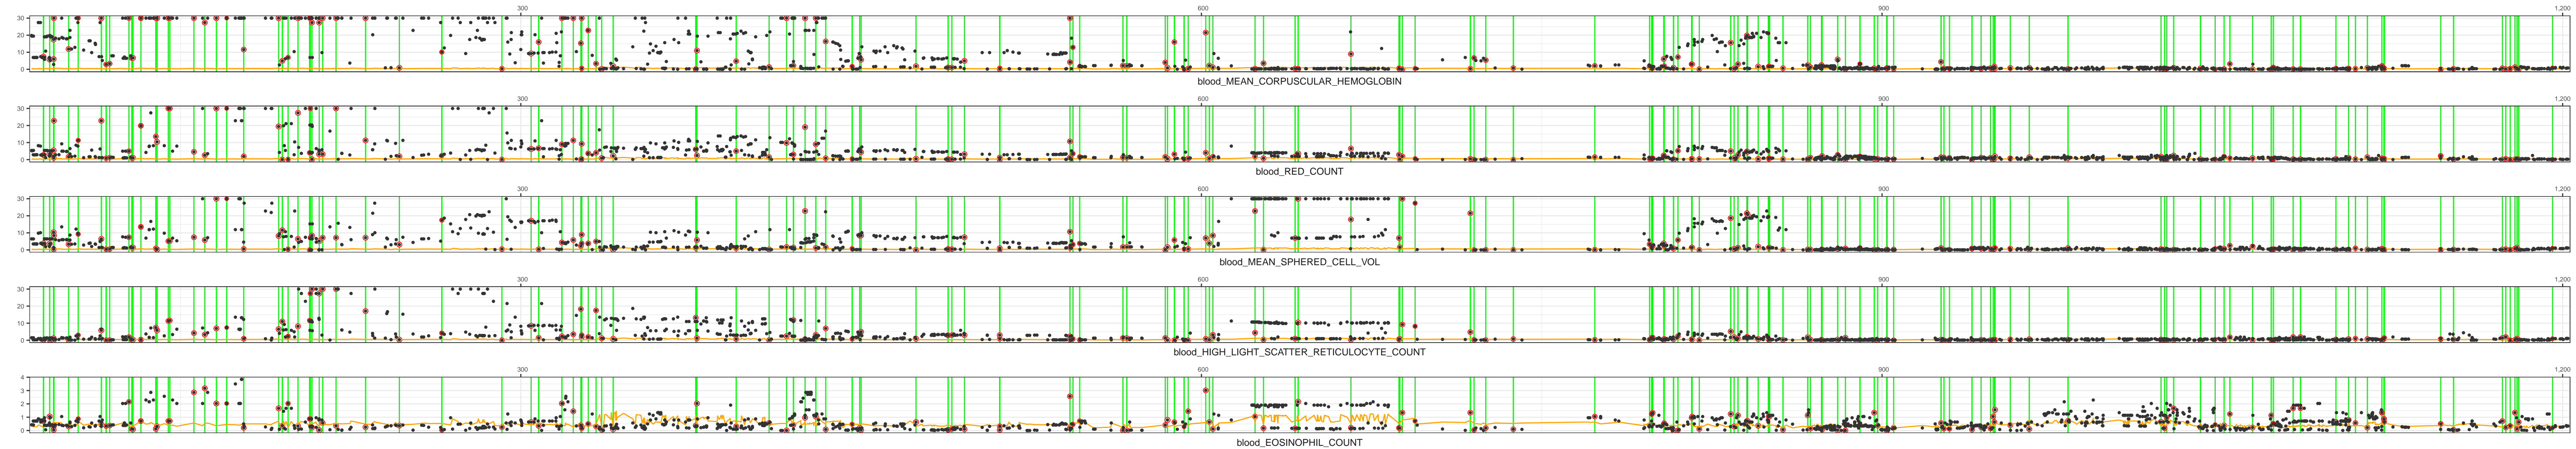 300 600 900 1,200
30
20
10
0
blood_MEAN_CORPUSCULAR_HEMOGLOBIN
300 600 900 1,200
30
20
10
0
blood_RED_COUNT
300 600 900 1,200
30
20
10
0
blood_MEAN_SPHERED_CELL_VOL
300 600 900 1,200
30
20
10
0
blood_HIGH_LIGHT_SCATTER_RETICULOCYTE_COUNT
300 600 900 1,200
4
3
2
1
0
blood_EOSINOPHIL_COUNT